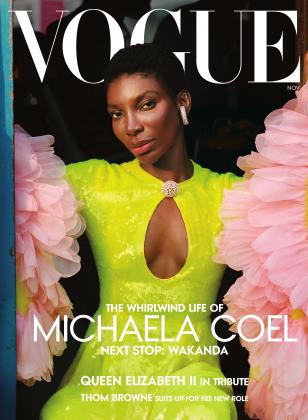 VOGUE
NOV
THE WHIRLWIND LIFE OF
MICHAELA COEL
NEXT STOP: WAKANDA
QUEEN ELIZABETH II IN TRIBUTE
THOM BROWNE SUITS UP FOR HIS NEW ROLE